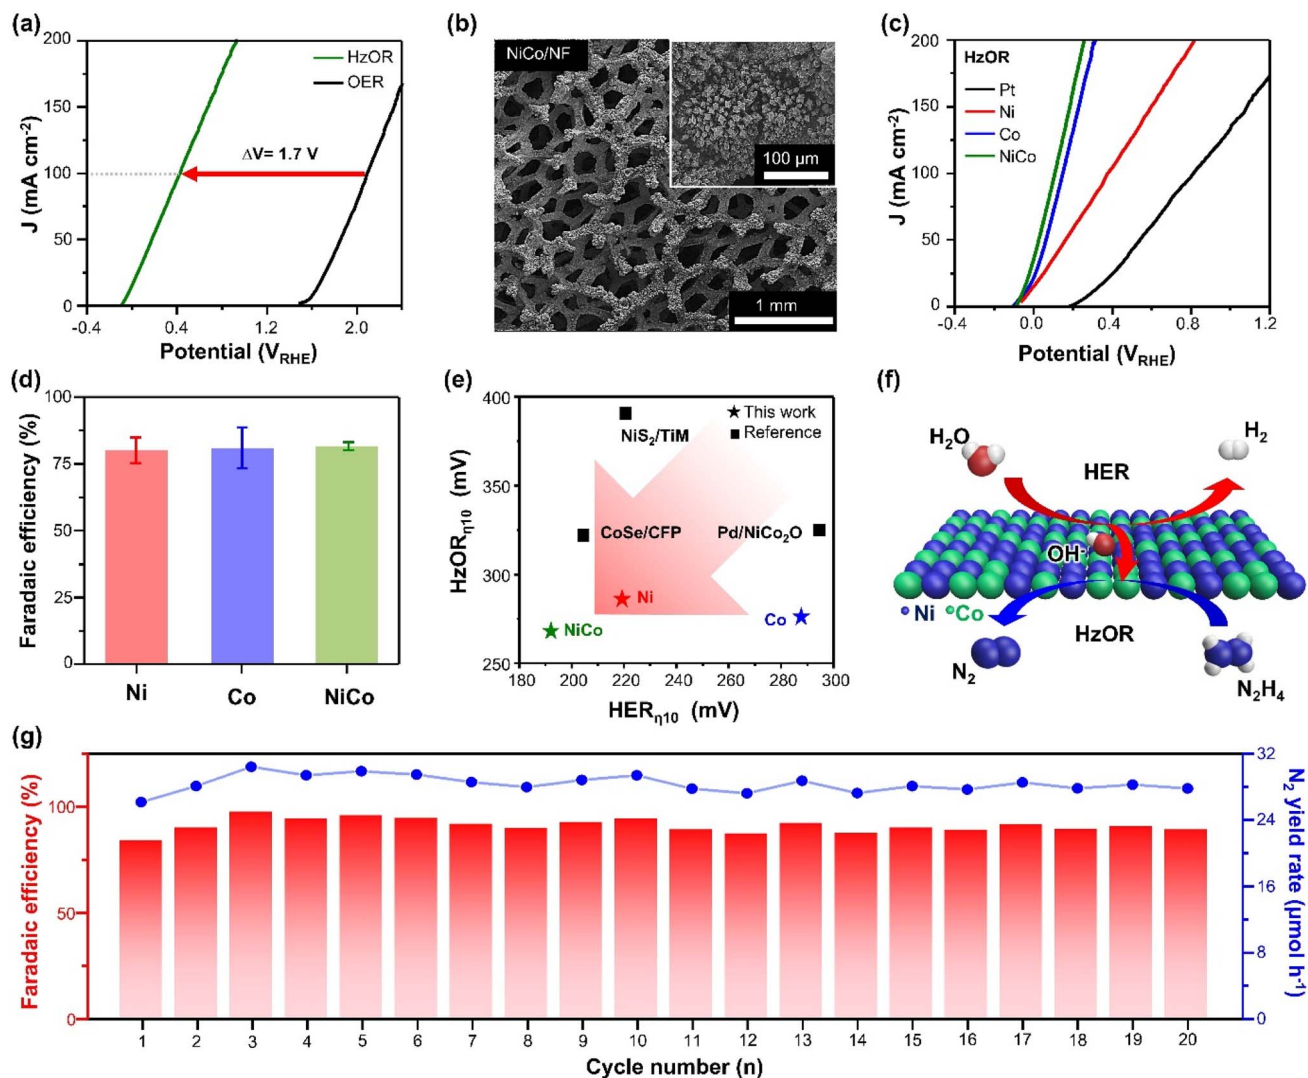 (a)
J (mA cm⁻²)
200
150
100
50
0
HzOR
OER
ΔV= 1.7 V
-0.4 0.4 1.2 2.0
Potential (V_RHE)
(b)
NiCo/NF
100 µm
1 mm
(c)
J (mA cm⁻²)
200
150
100
50
0
HzOR
Pt
Ni
Co
NiCo
-0.4 0.0 0.4 0.8 1.2
Potential (V_RHE)
(d)
Faradaic efficiency (%)
100
75
50
25
0
Ni Co NiCo
(e)
HzOR_η10 (mV)
400
350
300
250
This work
Reference
NiS₂/TiM
CoSe/CFP
Pd/NiCo₂O
Ni
NiCo
Co
180 200 220 240 260 280 300
HER_η10 (mV)
(f)
H₂O
H₂
HER
OH⁻
Ni Co
HzOR
N₂
N₂H₄
(g)
Faradaic efficiency (%)
100
50
0
32
24
16
8
0
N₂ yield rate (µmol h⁻¹)
1 2 3 4 5 6 7 8 9 10 11 12 13 14 15 16 17 18 19 20
Cycle number (n)